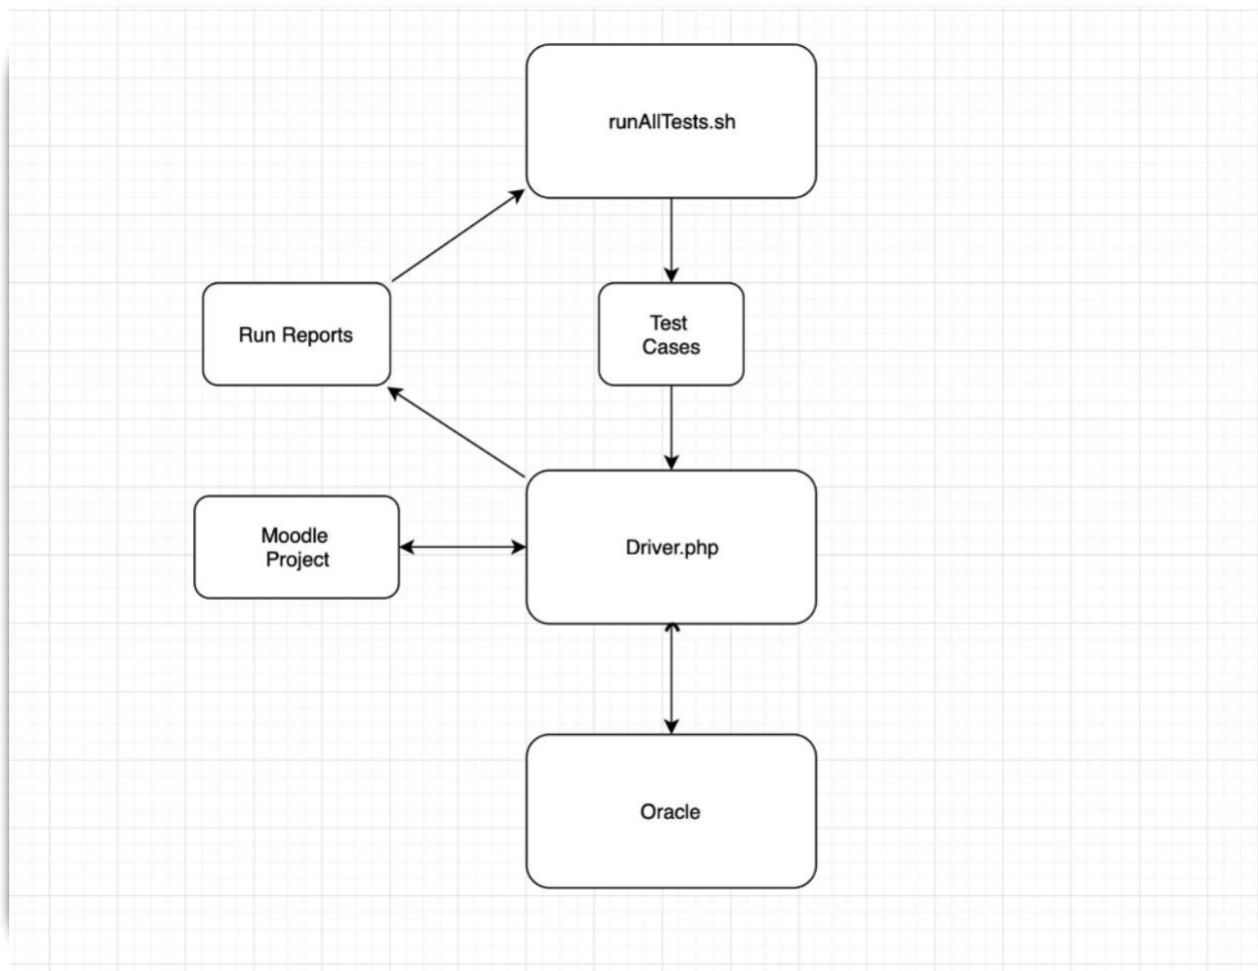 runAllTests.sh
Run Reports
Test
Cases
Moodle
Project
Driver.php
Oracle